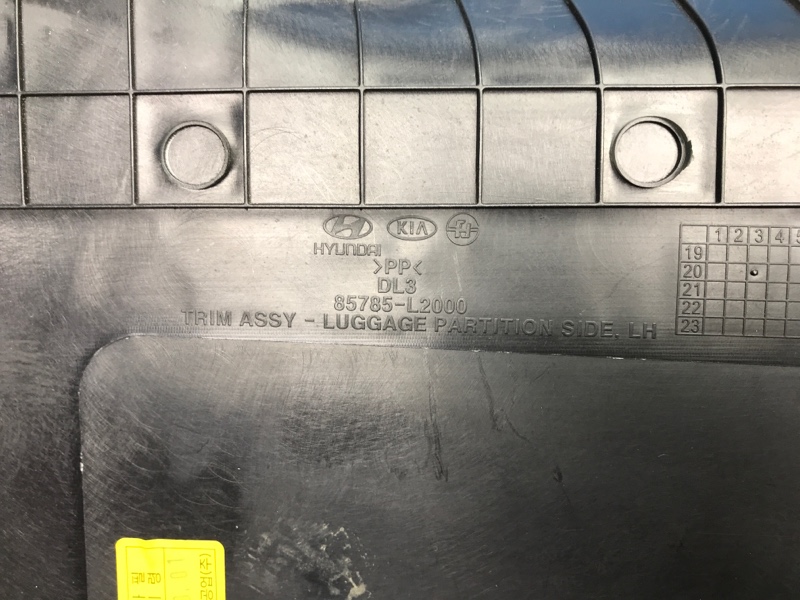 HYUNDAI KIA
>PP<
DL3
85785-L2000
TRIM ASSY - LUGGAGE PARTITION SIDE, LH
1 2 3 4 5
19
20
21
22
23